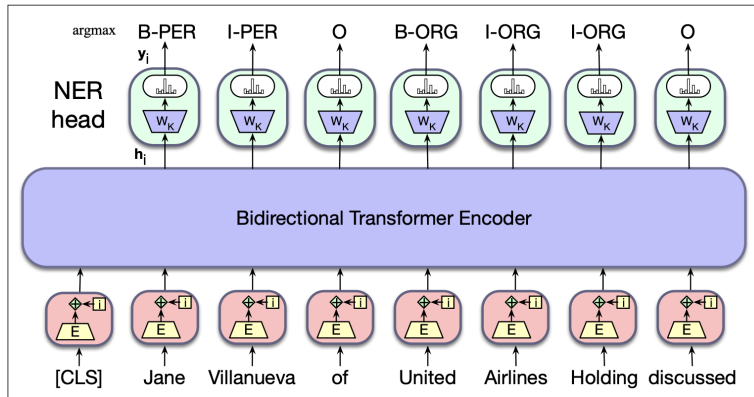 argmax B-PER I-PER O B-ORG I-ORG I-ORG O
yi
NER head
WK WK WK WK WK WK WK
hi
Bidirectional Transformer Encoder
i i i i i i i i
E E E E E E E E
[CLS] Jane Villanueva of United Airlines Holding discussed